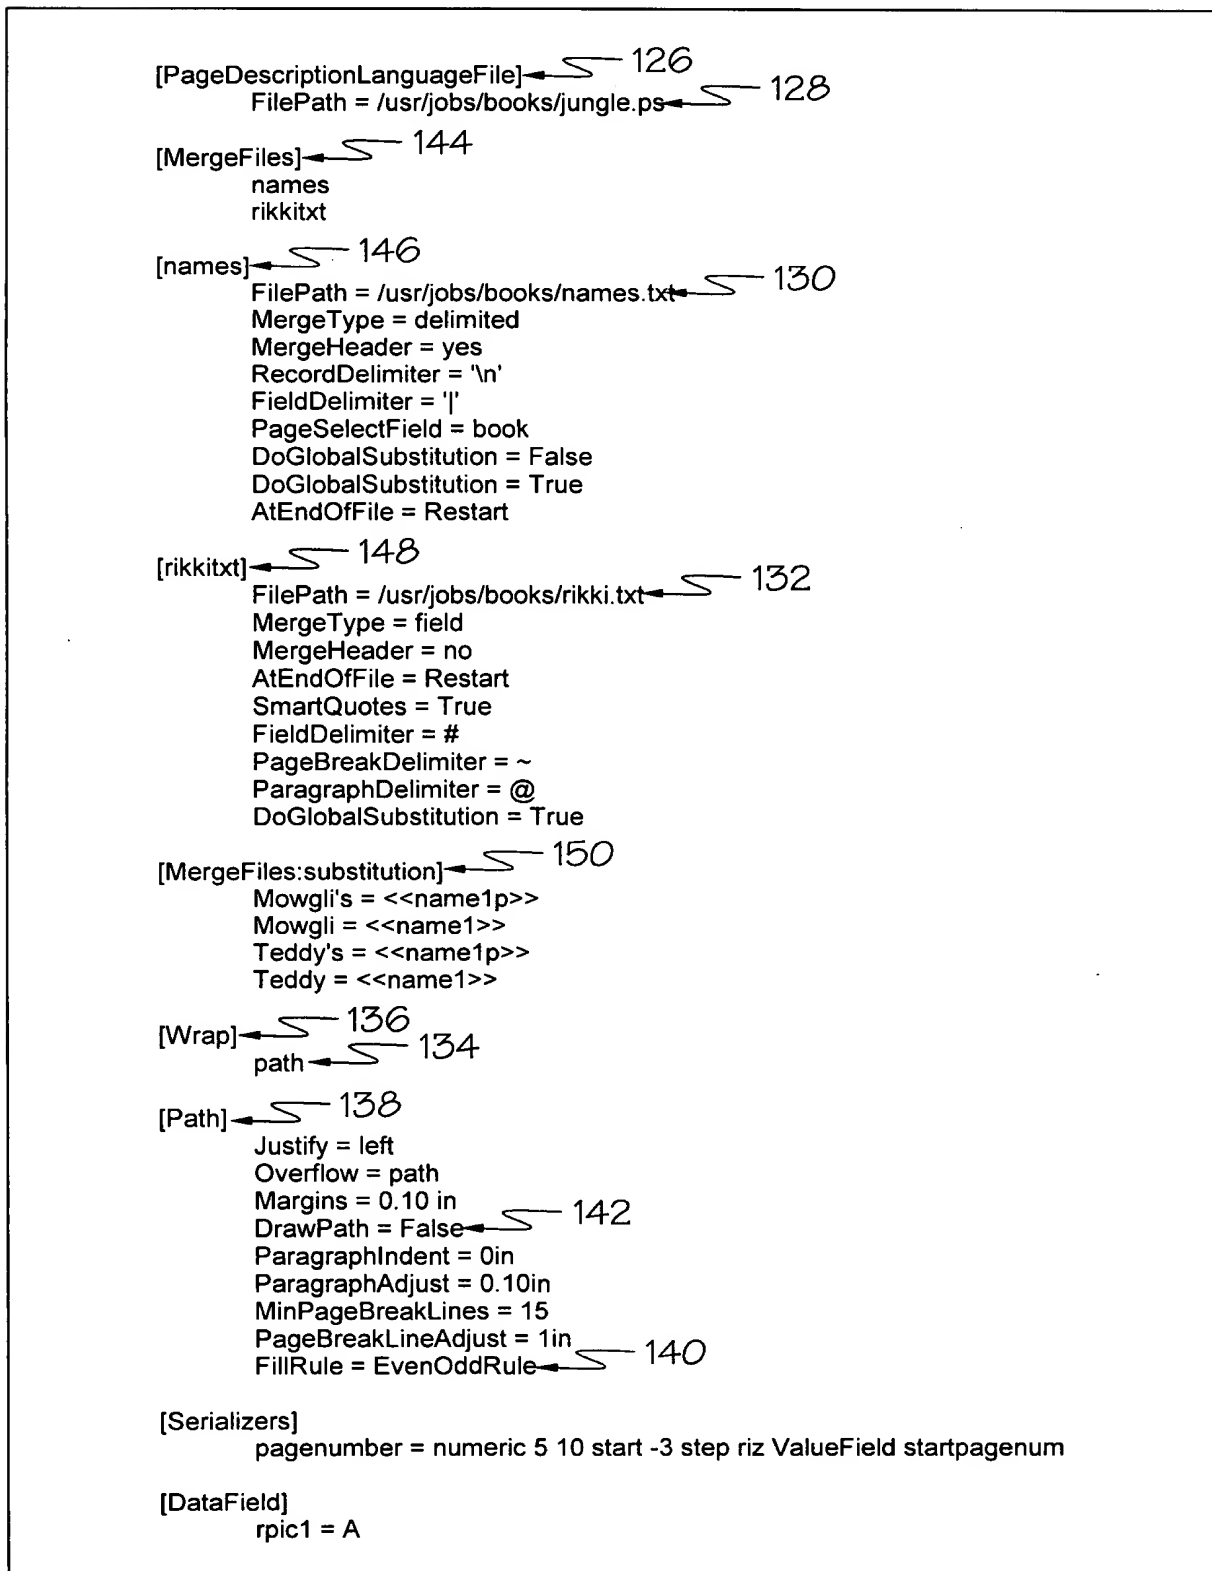 [PageDescriptionLanguageFile] 126
FilePath = /usr/jobs/books/jungle.ps 128
[MergeFiles] 144
names
rikkitxt
[names] 146
FilePath = /usr/jobs/books/names.txt 130
MergeType = delimited
MergeHeader = yes
RecordDelimiter = '\n'
FieldDelimiter = '|'
PageSelectField = book
DoGlobalSubstitution = False
DoGlobalSubstitution = True
AtEndOfFile = Restart
[rikkitxt] 148
FilePath = /usr/jobs/books/rikki.txt 132
MergeType = field
MergeHeader = no
AtEndOfFile = Restart
SmartQuotes = True
FieldDelimiter = #
PageBreakDelimiter = ~
ParagraphDelimiter = @
DoGlobalSubstitution = True
[MergeFiles:substitution] 150
Mowgli's = <<name1p>>
Mowgli = <<name1>>
Teddy's = <<name1p>>
Teddy = <<name1>>
[Wrap] 136
path 134
[Path] 138
Justify = left
Overflow = path
Margins = 0.10 in
DrawPath = False 142
ParagraphIndent = 0in
ParagraphAdjust = 0.10in
MinPageBreakLines = 15
PageBreakLineAdjust = 1in
FillRule = EvenOddRule 140
[Serializers]
pagenumber = numeric 5 10 start -3 step riz ValueField startpagenum
[DataField]
rpic1 = A